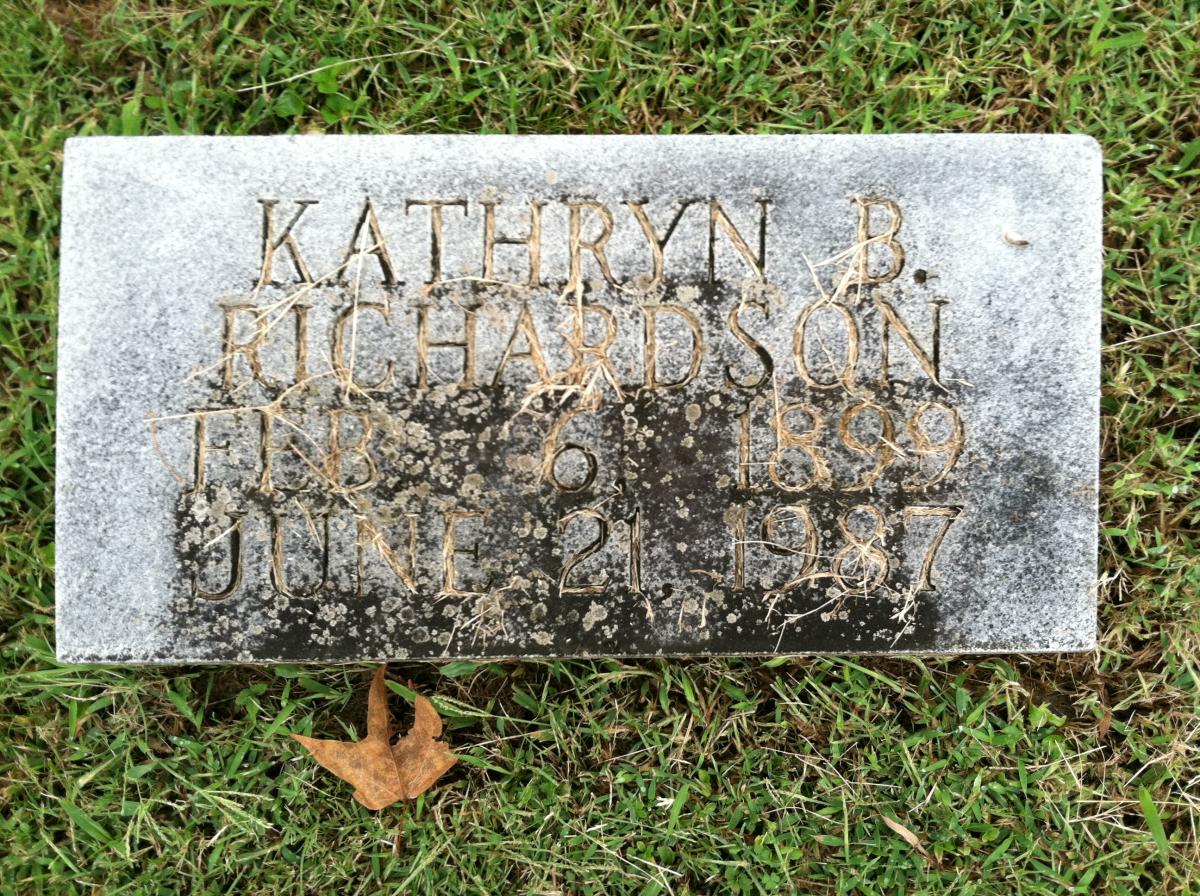 KATHRYN B.
RICHARDSON
FEB 6, 1899
JUNE 21, 1987